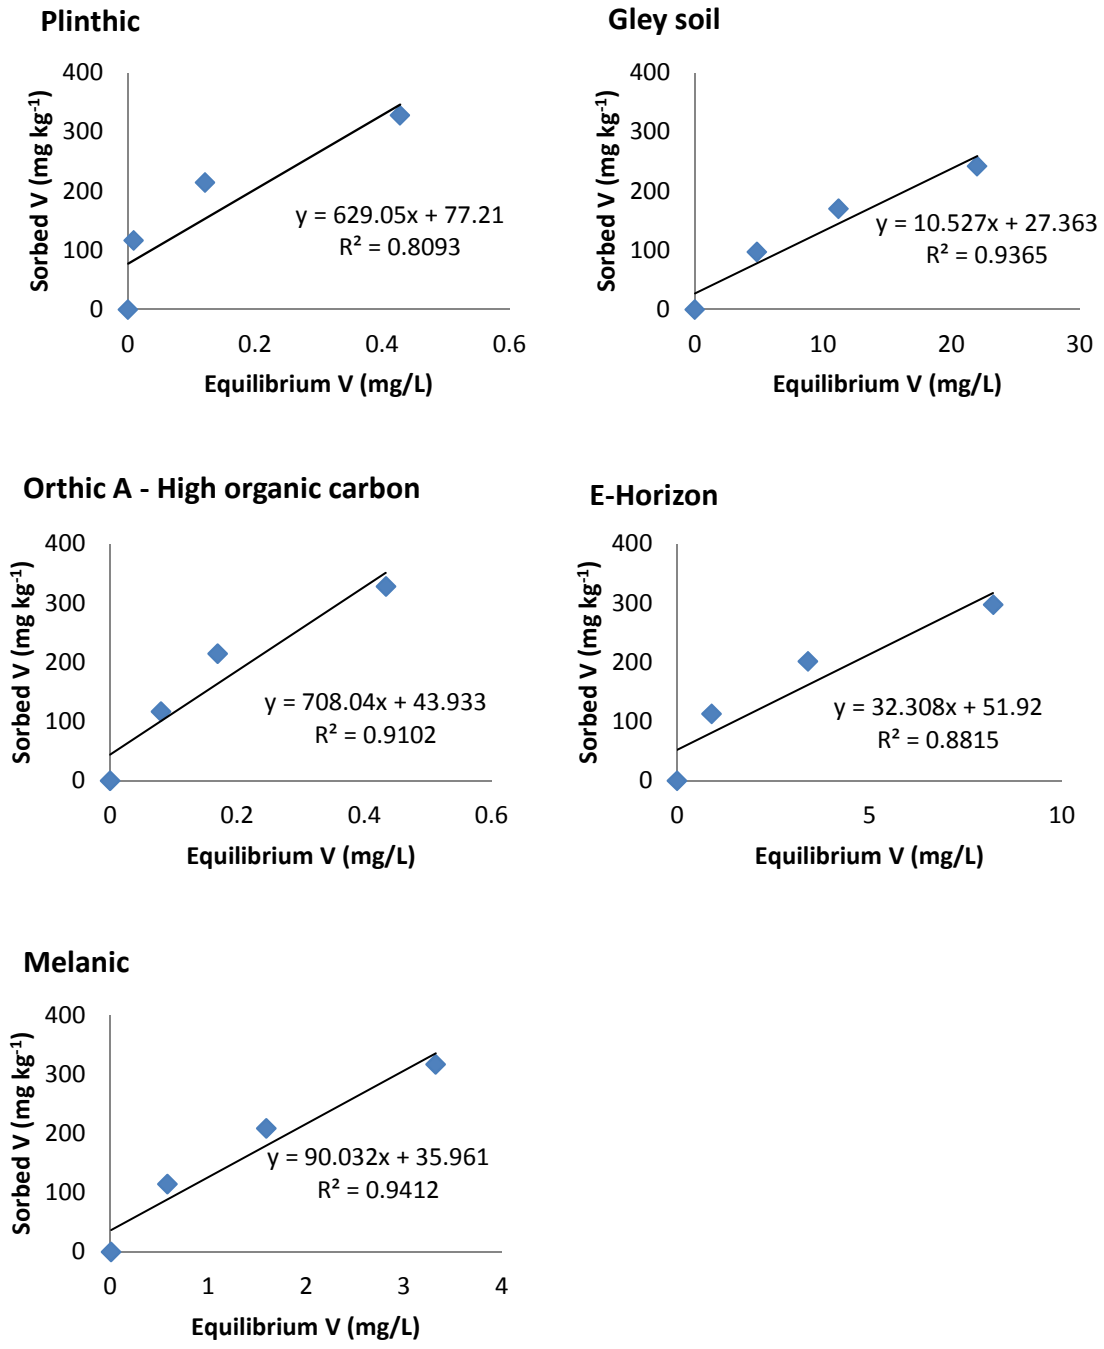 Plinthic
Sorbed V (mg kg⁻¹)
400
300
200
100
0
y = 629.05x + 77.21
R² = 0.8093
0 0.2 0.4 0.6
Equilibrium V (mg/L)
Gley soil
Sorbed V (mg kg⁻¹)
400
300
200
100
0
y = 10.527x + 27.363
R² = 0.9365
0 10 20 30
Equilibrium V (mg/L)
Orthic A - High organic carbon
Sorbed V (mg kg⁻¹)
400
300
200
100
0
y = 708.04x + 43.933
R² = 0.9102
0 0.2 0.4 0.6
Equilibrium V (mg/L)
E-Horizon
Sorbed V (mg kg⁻¹)
400
300
200
100
0
y = 32.308x + 51.92
R² = 0.8815
0 5 10
Equilibrium V (mg/L)
Melanic
Sorbed V (mg kg⁻¹)
400
300
200
100
0
y = 90.032x + 35.961
R² = 0.9412
0 1 2 3 4
Equilibrium V (mg/L)